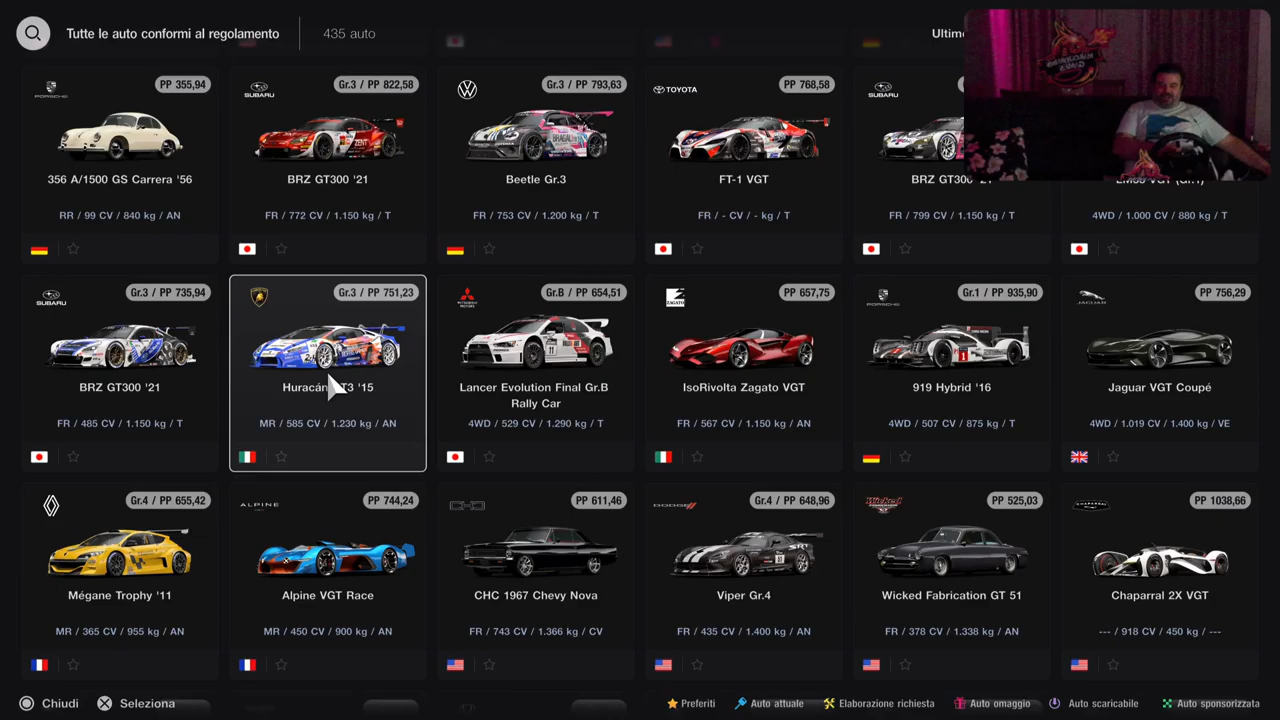 Tutte le auto conformi al regolamento
435 auto
PORSCHE
PP 355,94
356 A/1500 GS Carrera '56
RR / 99 CV / 840 kg / AN
SUBARU
Gr.3 / PP 822,58
BRZ GT300 '21
FR / 772 CV / 1.150 kg / T
Gr.3 / PP 793,63
Beetle Gr.3
FR / 753 CV / 1.200 kg / T
TOYOTA
PP 768,58
FT-1 VGT
FR / - CV / - kg / T
SUBARU
FR / 799 CV / 1.150 kg / T
4WD / 1.000 CV / 880 kg / T
SUBARU
Gr.3 / PP 735,94
BRZ GT300 '21
FR / 485 CV / 1.150 kg / T
Gr.3 / PP 751,23
MR / 585 CV / 1.230 kg / AN
MITSUBISHI MOTORS
Gr.B / PP 654,51
Lancer Evolution Final Gr.B
Rally Car
4WD / 529 CV / 1.290 kg / T
ZAGATO
PP 657,75
IsoRivolta Zagato VGT
FR / 567 CV / 1.150 kg / AN
PORSCHE
Gr.1 / PP 935,90
919 Hybrid '16
4WD / 507 CV / 875 kg / T
JAGUAR
PP 756,29
Jaguar VGT Coupé
4WD / 1.019 CV / 1.400 kg / VE
Gr.4 / PP 655,42
Mégane Trophy '11
MR / 365 CV / 955 kg / AN
ALPINE
PP 744,24
Alpine VGT Race
MR / 450 CV / 900 kg / AN
CHC
PP 611,46
CHC 1967 Chevy Nova
FR / 743 CV / 1.366 kg / CV
DODGE
Gr.4 / PP 648,96
Viper Gr.4
FR / 435 CV / 1.400 kg / AN
Wicked
PP 525,03
Wicked Fabrication GT 51
FR / 378 CV / 1.338 kg / AN
CHAPARRAL
PP 1038,66
Chaparral 2X VGT
--- / 918 CV / 450 kg / ---
Chiudi
Seleziona
Preferiti
Auto attuale
Elaborazione richiesta
Auto omaggio
Auto scaricabile
Auto sponsorizzata